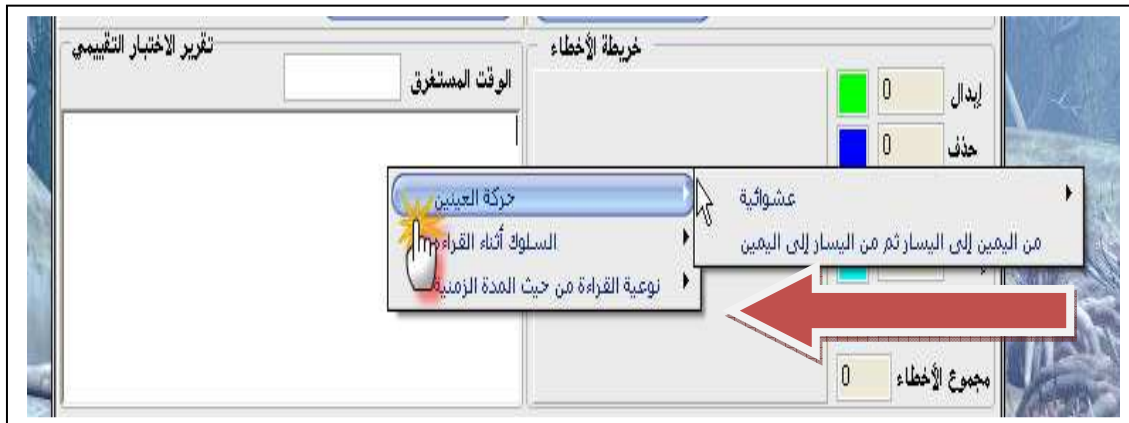 خريطة الأخطاء
إبدال 0
حذف 0
مجموع الأخطاء 0
تقرير الاختبار التقييمي
الوقت المستغرق
حركة العينين
السلوك أثناء القراءة
نوعية القراءة من حيث المدة الزمنية
عشوائية
من اليمين إلى اليسار ثم من اليسار إلى اليمين